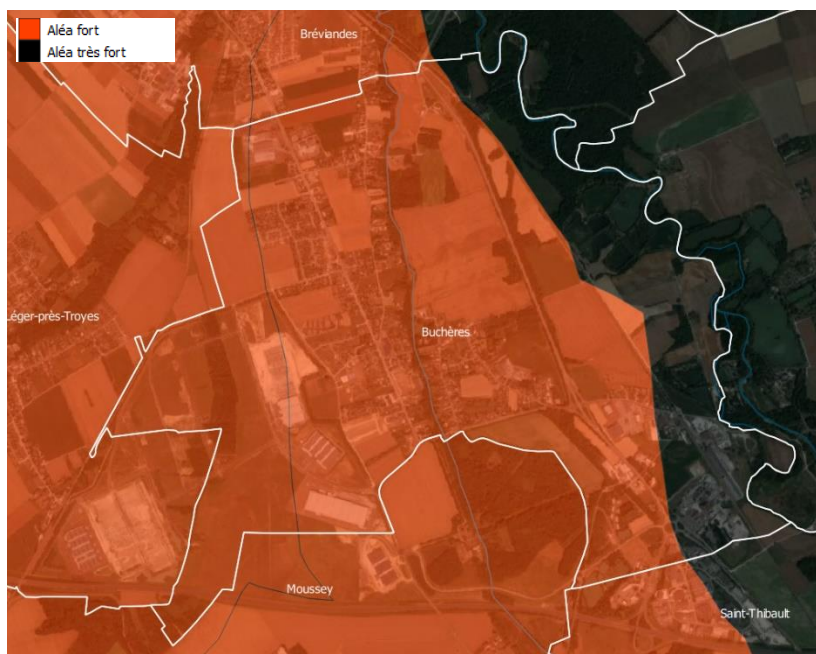 Aléa fort
Aléa très fort
Bréviandes
Léger-près-Troyes
Buchères
Moussey
Saint-Thibault